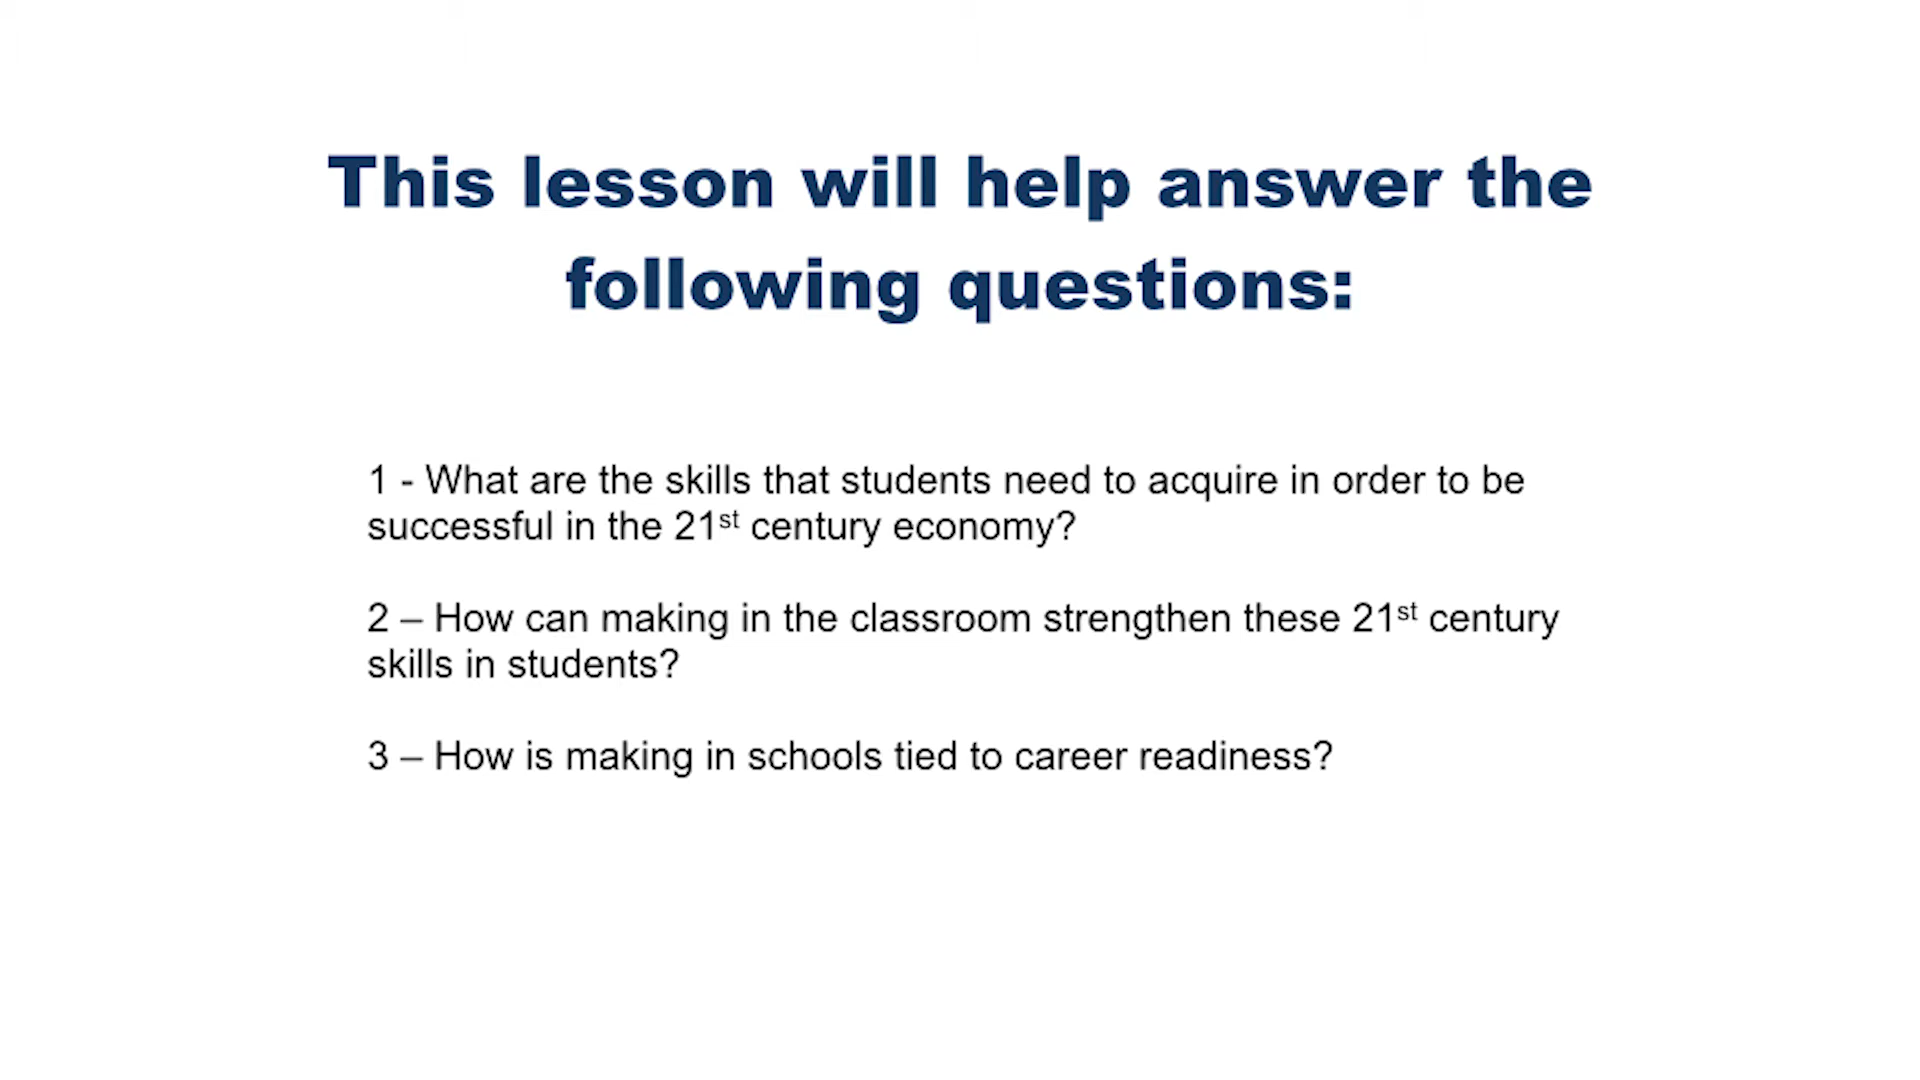 This lesson will help answer the
following questions:
1 - What are the skills that students need to acquire in order to be
successful in the 21st century economy?
2 – How can making in the classroom strengthen these 21st century
skills in students?
3 – How is making in schools tied to career readiness?